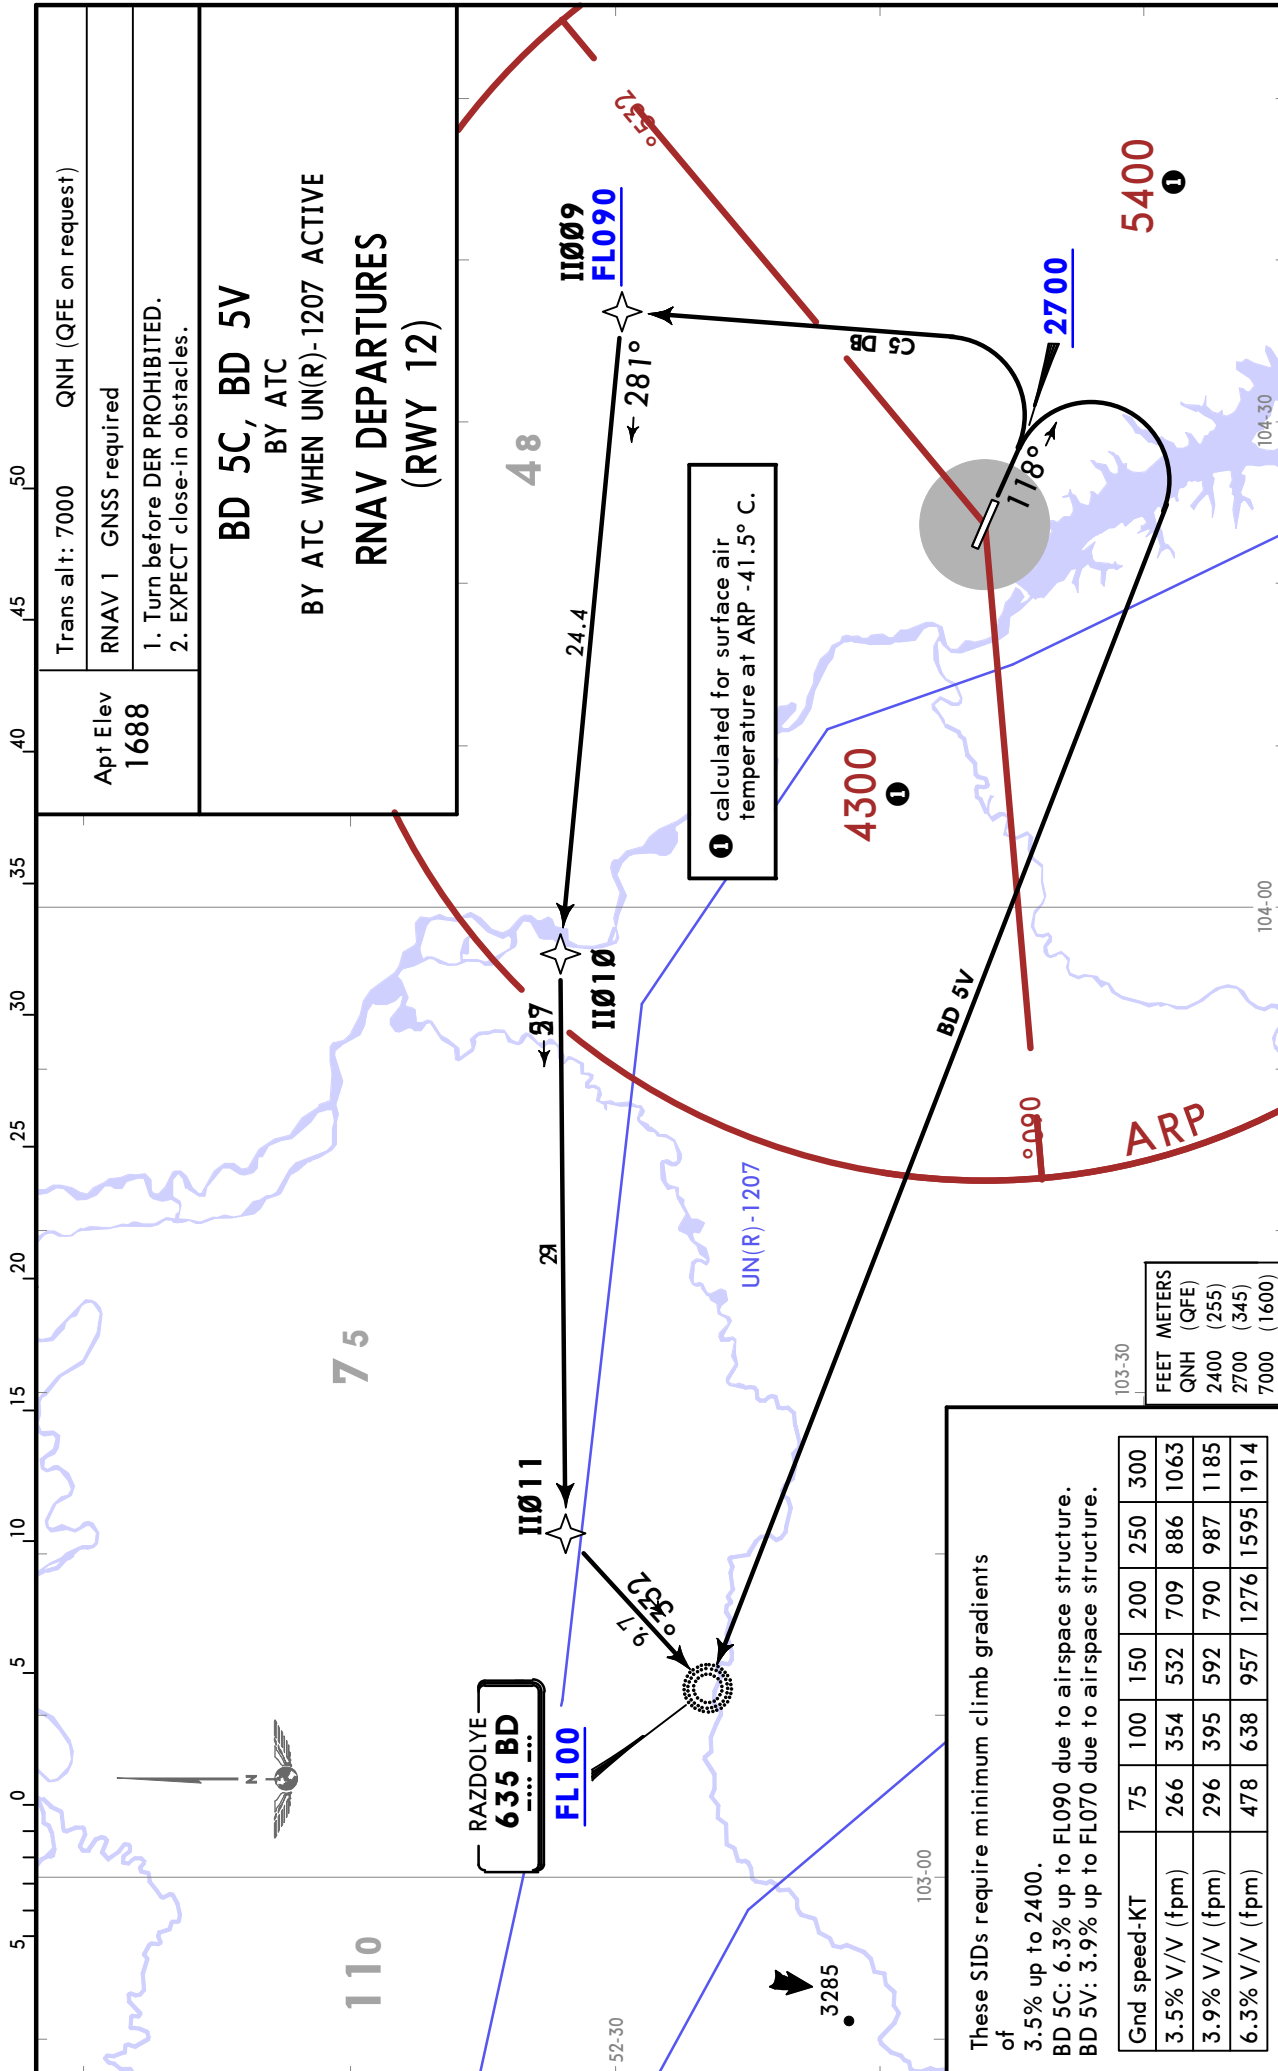 Apt Elev
1688
Trans alt: 7000 QNH (QFE on request)
RNAV 1 GNSS required
1. Turn before DER PROHIBITED.
2. EXPECT close-in obstacles.
BD 5C, BD 5V
BY ATC
BY ATC WHEN UN(R)-1207 ACTIVE
RNAV DEPARTURES
(RWY 12)
5 0 5 10 15 20 25 30 35 40 45 50
110
75
48
N
RAZDOLYE
635 BD
FL100
IIØ11
9.7
29
IIØ1Ø
24.4
281°
IIØØ9
FL090
BD 5C
1 calculated for surface air
temperature at ARP -41.5° C.
UN(R)-1207
4300
1
5400
1
2700
118°
BD 5V
090°
ARP
3285
52-30
103-00
103-30
104-00
104-30
These SIDs require minimum climb gradients
of
3.5% up to 2400.
BD 5C: 6.3% up to FL090 due to airspace structure.
BD 5V: 3.9% up to FL070 due to airspace structure.
Gnd speed-KT 75 100 150 200 250 300
3.5% V/V (fpm) 266 354 532 709 886 1063
3.9% V/V (fpm) 296 395 592 790 987 1185
6.3% V/V (fpm) 478 638 957 1276 1595 1914
FEET METERS
QNH (QFE)
2400 (255)
2700 (345)
7000 (1600)